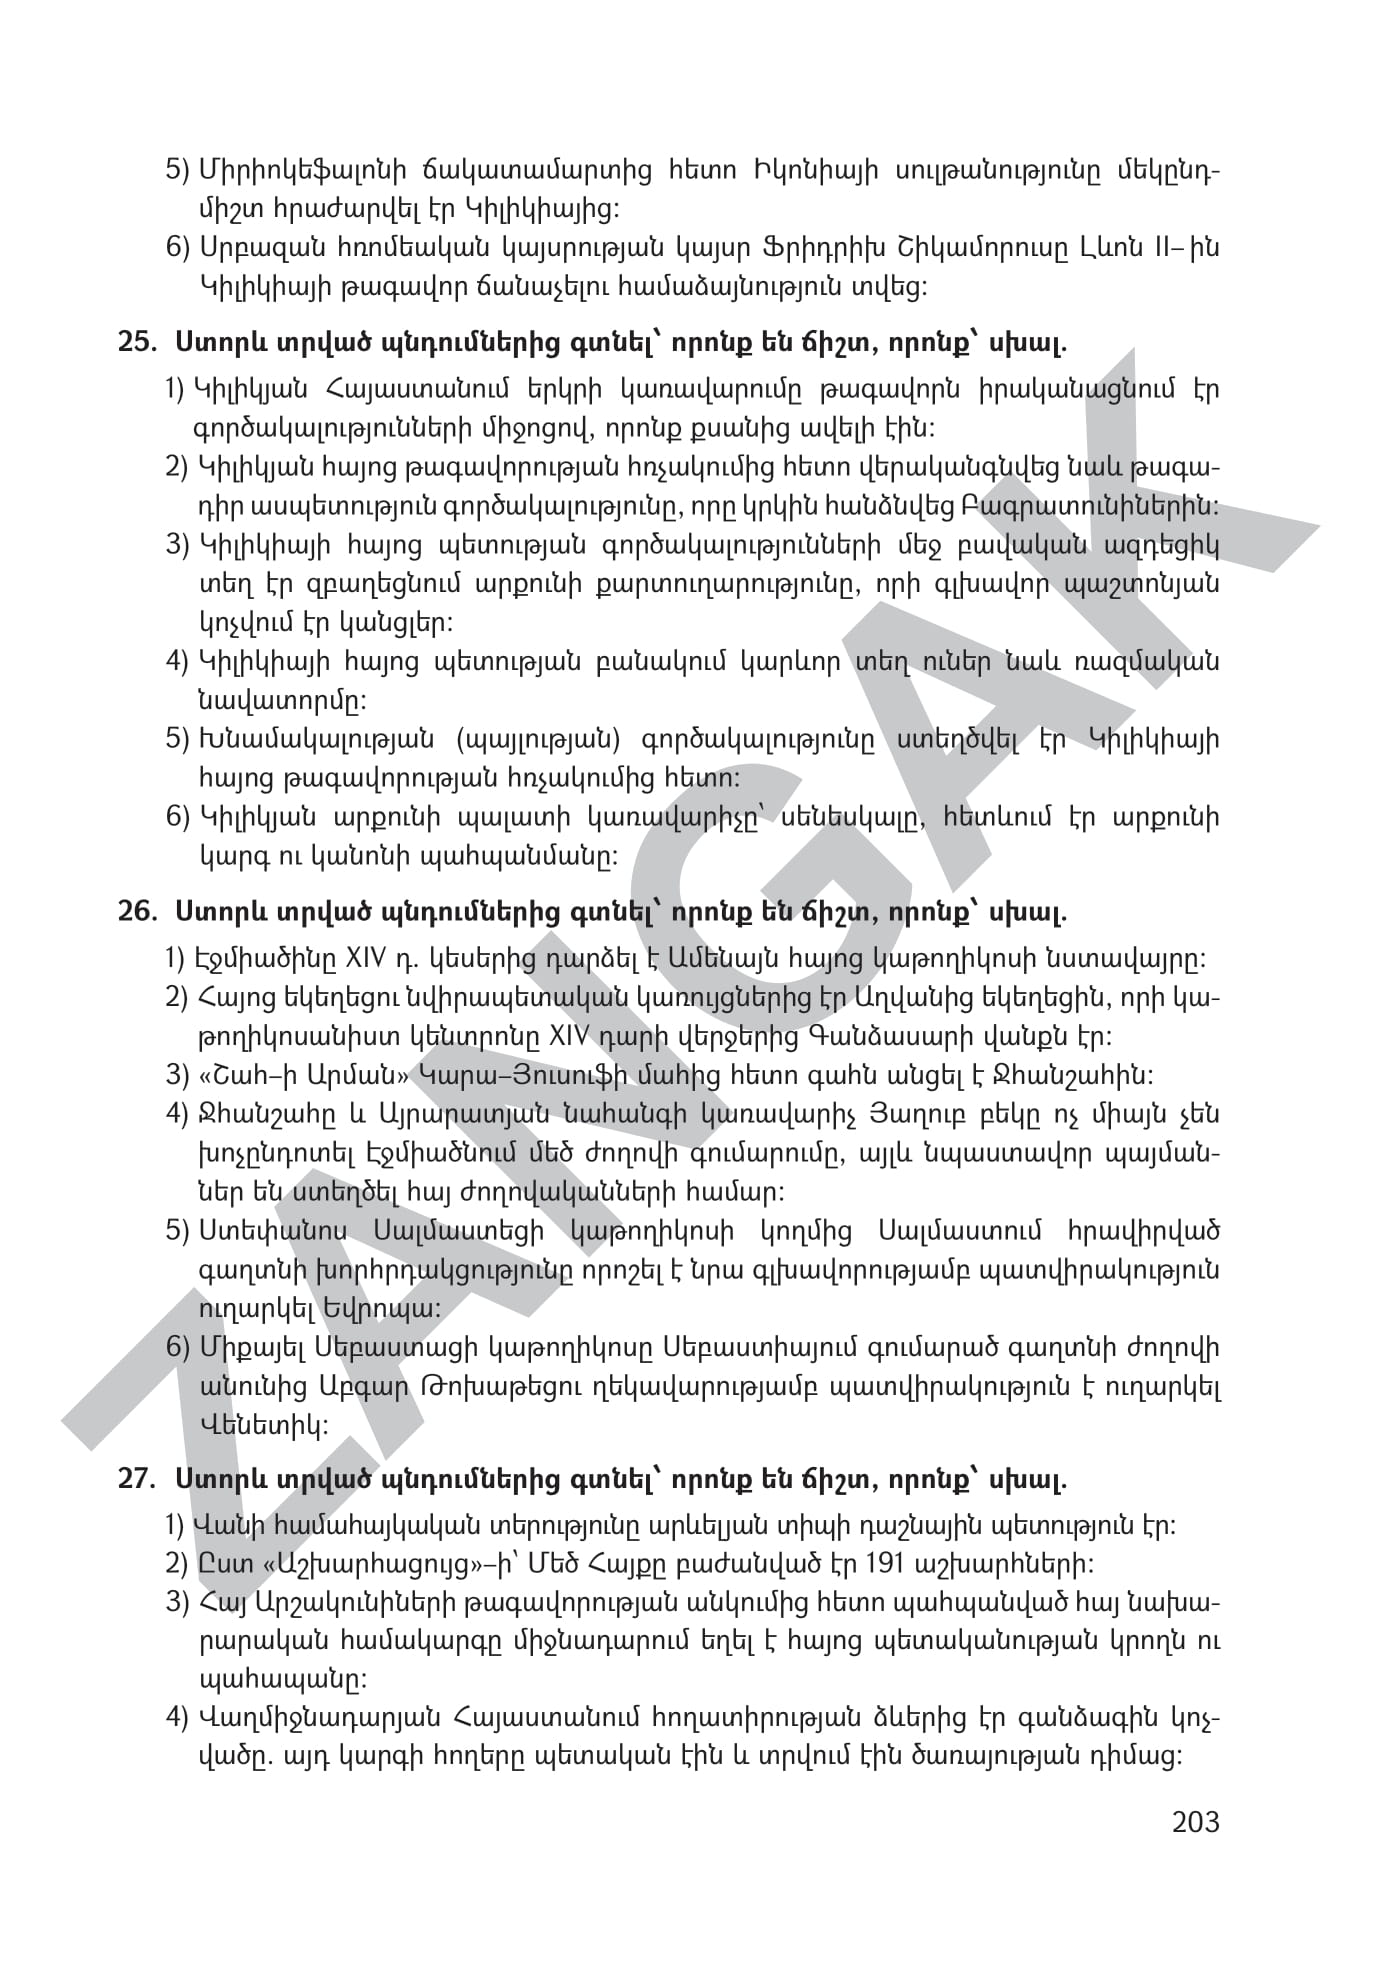 5) Միրիոկեֆալոնի ճակատամարտից հետո Իկոնիայի սուլթանությունը մեկընդ-
միշտ հրաժարվել էր Կիլիկիայից:
6) Սրբազան հռոմեական կայսրության կայսր Ֆրիդրիխ Շիկամորուսը Լևոն II–ին
Կիլիկիայի թագավոր ճանաչելու համաձայնություն տվեց:
25. Ստորև տրված պնդումներից գտնել՝ որոնք են ճիշտ, որոնք՝ սխալ.
1) Կիլիկյան Հայաստանում երկրի կառավարումը թագավորն իրականացնում էր
գործակալությունների միջոցով, որոնք քսանից ավելի էին:
2) Կիլիկյան հայոց թագավորության հռչակումից հետո վերականգնվեց նաև թագա-
դիր ասպետություն գործակալությունը, որը կրկին հանձնվեց Բագրատունիներին:
3) Կիլիկիայի հայոց պետության գործակալությունների մեջ բավական ազդեցիկ
տեղ էր զբաղեցնում արքունի քարտուղարությունը, որի գլխավոր պաշտոնյան
կոչվում էր կանցլեր:
4) Կիլիկիայի հայոց պետության բանակում կարևոր տեղ ուներ նաև ռազմական
նավատորմը:
5) Խնամակալության (պայլության) գործակալությունը ստեղծվել էր Կիլիկիայի
հայոց թագավորության հռչակումից հետո:
6) Կիլիկյան արքունի պալատի կառավարիչը՝ սենեսկալը, հետևում էր արքունի
կարգ ու կանոնի պահպանմանը:
26. Ստորև տրված պնդումներից գտնել՝ որոնք են ճիշտ, որոնք՝ սխալ.
1) Էջմիածինը XIV դ. կեսերից դարձել է Ամենայն հայոց կաթողիկոսի նստավայրը:
2) Հայոց եկեղեցու նվիրապետական կառույցներից էր Աղվանից եկեղեցին, որի կա-
թողիկոսանիստ կենտրոնը XIV դարի վերջերից Գանձասարի վանքն էր:
3) «Շահ–ի Արման» Կարա–Յուսուֆի մահից հետո գահն անցել է Ջհանշահին:
4) Ջհանշահը և Այրարատյան նահանգի կառավարիչ Յաղուբ բեկը ոչ միայն չեն
խոչընդոտել Էջմիածնում մեծ ժողովի գումարումը, այլև նպաստավոր պայման-
ներ են ստեղծել հայ ժողովականների համար:
5) Ստեփանոս Սալմաստեցի կաթողիկոսի կողմից Սալմաստում հրավիրված
գաղտնի խորհրդակցությունը որոշել է նրա գլխավորությամբ պատվիրակություն
ուղարկել Եվրոպա:
6) Միքայել Սեբաստացի կաթողիկոսը Սեբաստիայում գումարած գաղտնի ժողովի
անունից Աբգար Թոխաթեցու ղեկավարությամբ պատվիրակություն է ուղարկել
Վենետիկ:
27. Ստորև տրված պնդումներից գտնել՝ որոնք են ճիշտ, որոնք՝ սխալ.
1) Վանի համահայկական տերությունը արևելյան տիպի դաշնային պետություն էր:
2) Ըստ «Աշխարհացույց»–ի՝ Մեծ Հայքը բաժանված էր 191 աշխարհների:
3) Հայ Արշակունիների թագավորության անկումից հետո պահպանված հայ նախա-
րարական համակարգը միջնադարում եղել է հայոց պետականության կրողն ու
պահապանը:
4) Վաղմիջնադարյան Հայաստանում հողատիրության ձևերից էր գանձագին կոչ-
վածը. այդ կարգի հողերը պետական էին և տրվում էին ծառայության դիմաց:
203
ZANGAK